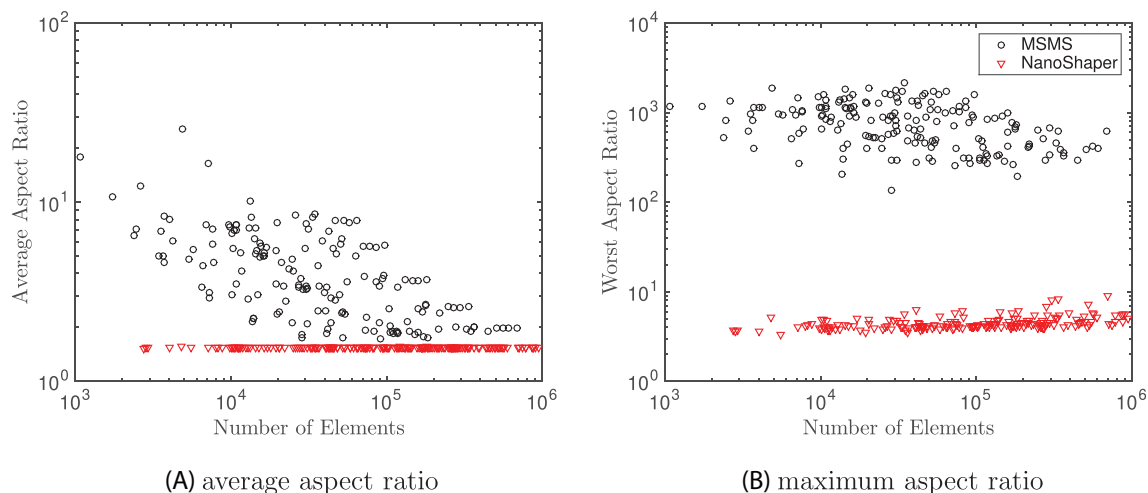 10^2
10^1
10^0
Average Aspect Ratio
10^3 10^4 10^5 10^6
Number of Elements
(A) average aspect ratio
10^4
10^3
10^2
10^1
10^0
Worst Aspect Ratio
MSMS
NanoShaper
10^3 10^4 10^5 10^6
Number of Elements
(B) maximum aspect ratio